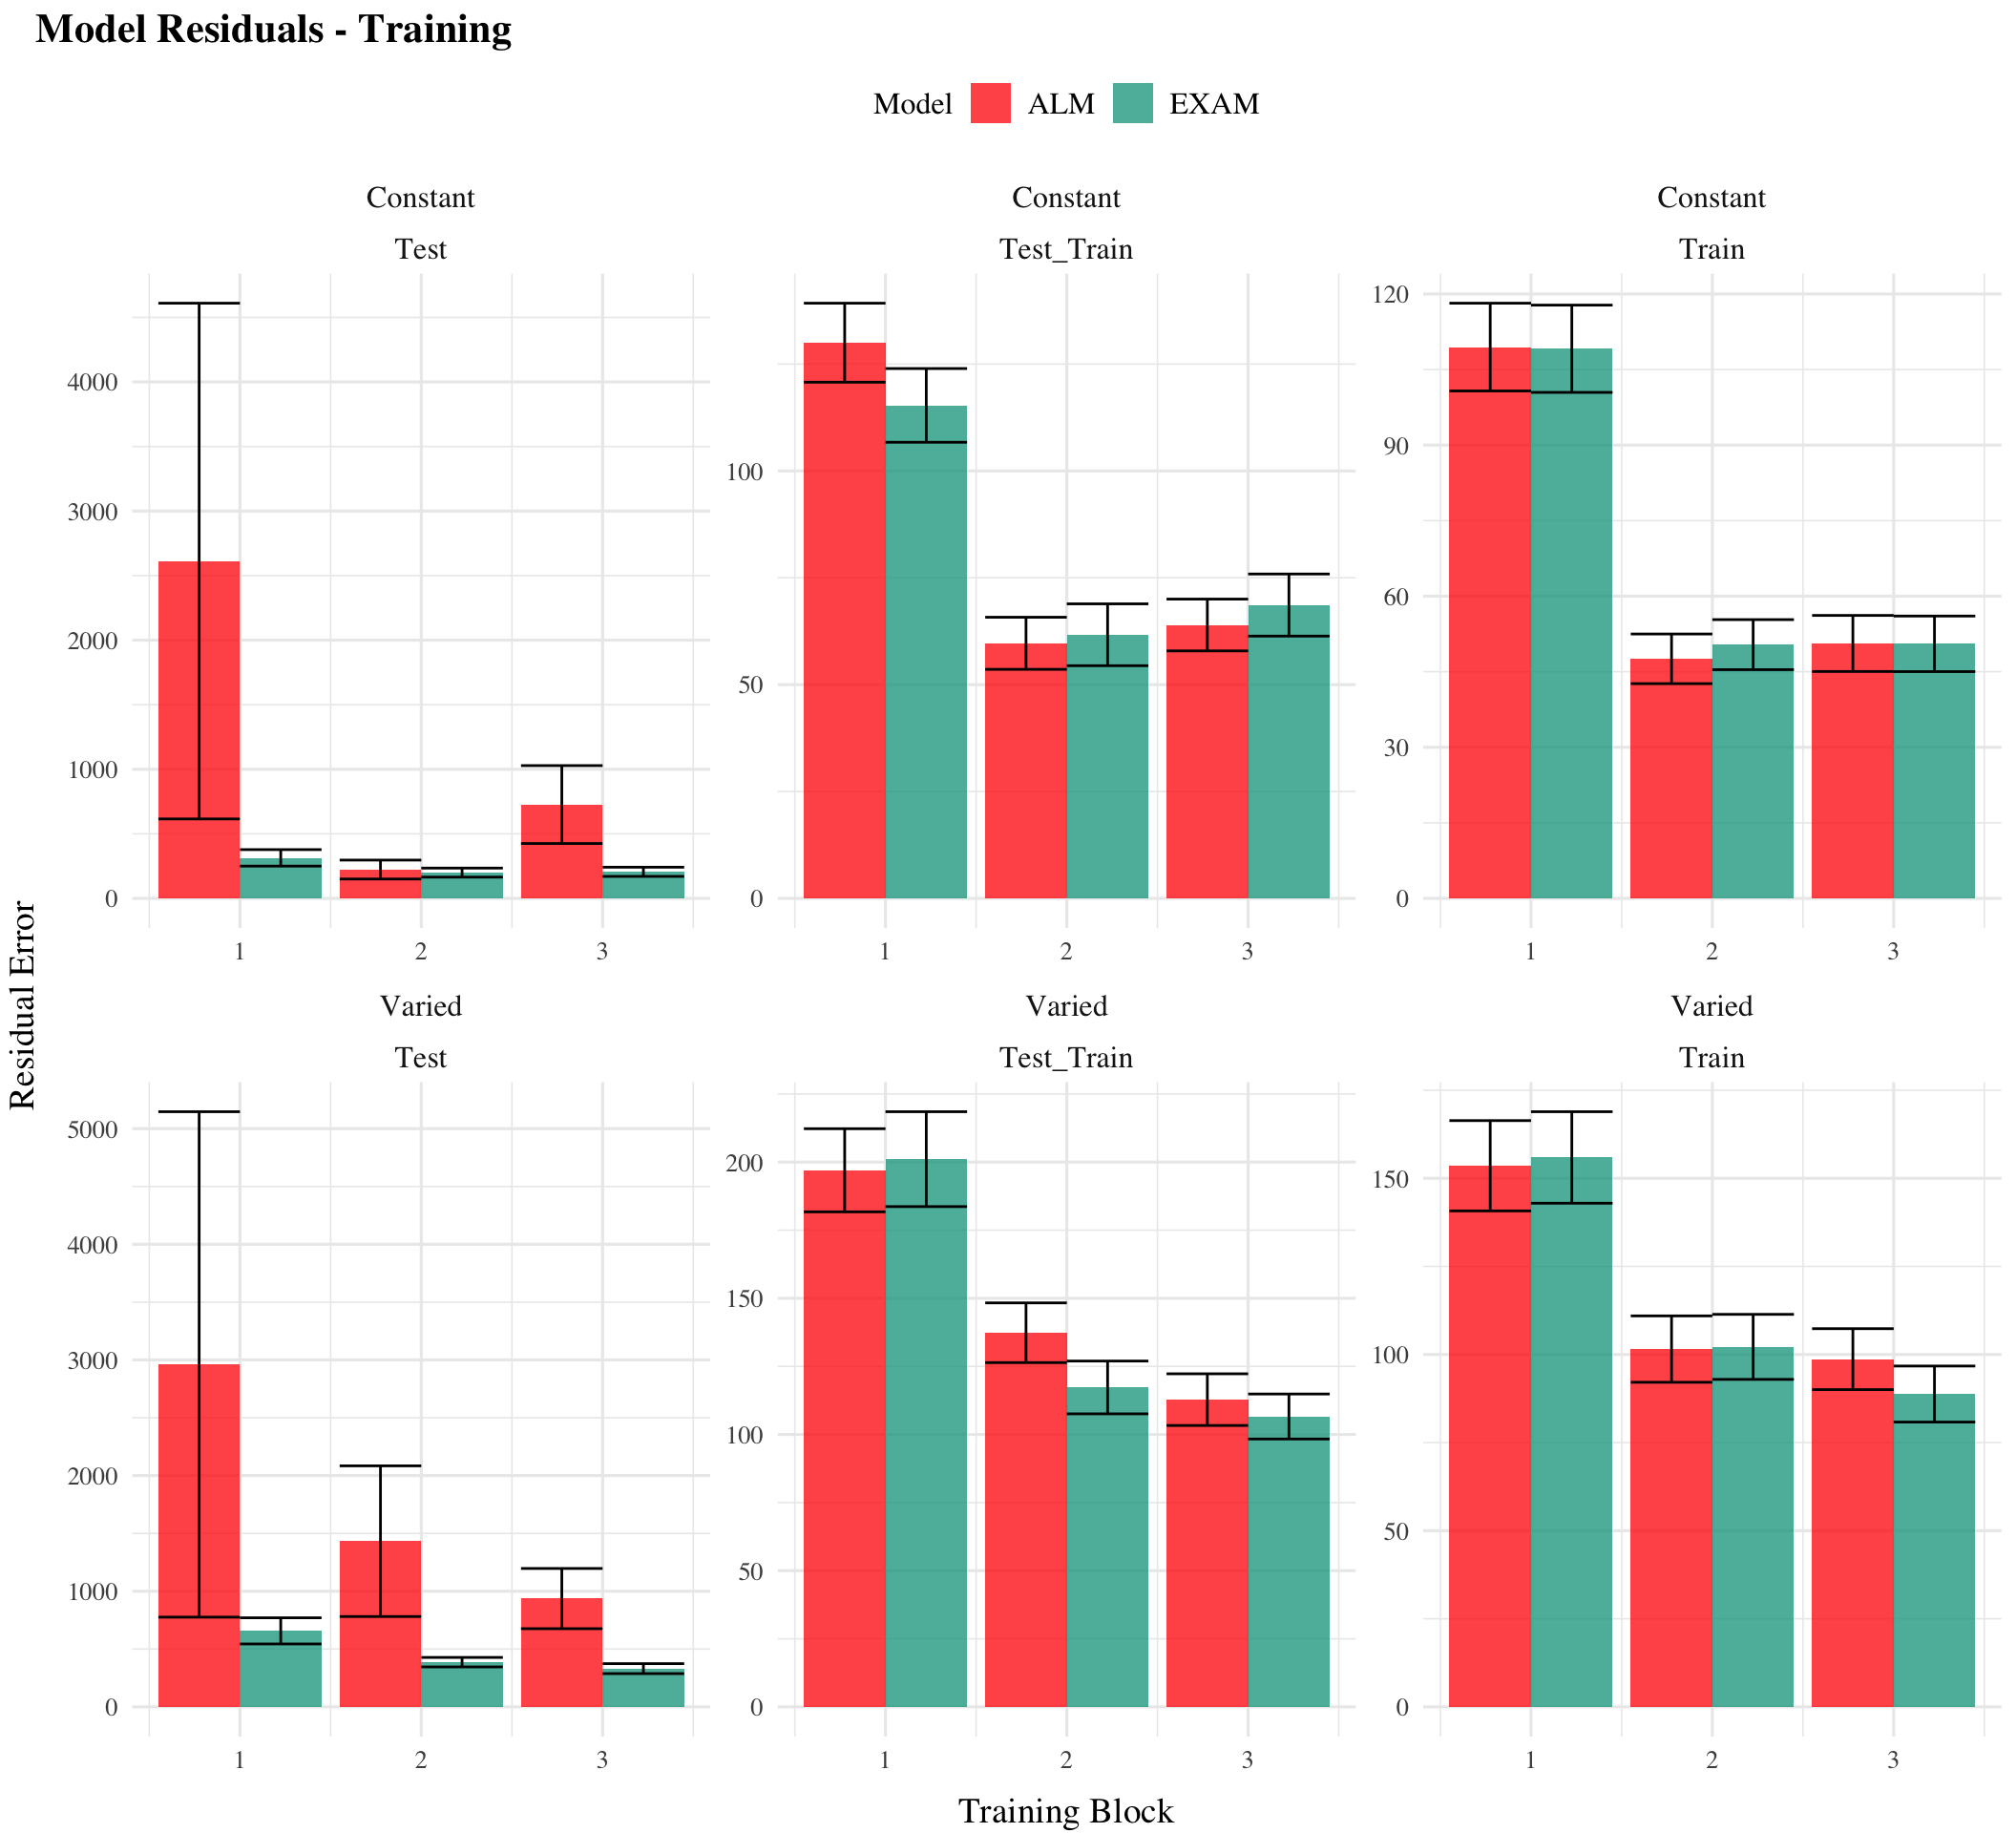 Model Residuals - Training
Model ALM EXAM
Constant Constant Constant
Test Test_Train Train
4000
3000
2000
1000
0
100
50
0
120
90
60
30
0
1 2 3 1 2 3 1 2 3
Residual Error
Varied Varied Varied
Test Test_Train Train
5000
4000
3000
2000
1000
0
200
150
100
50
0
150
100
50
0
1 2 3 1 2 3 1 2 3
Training Block